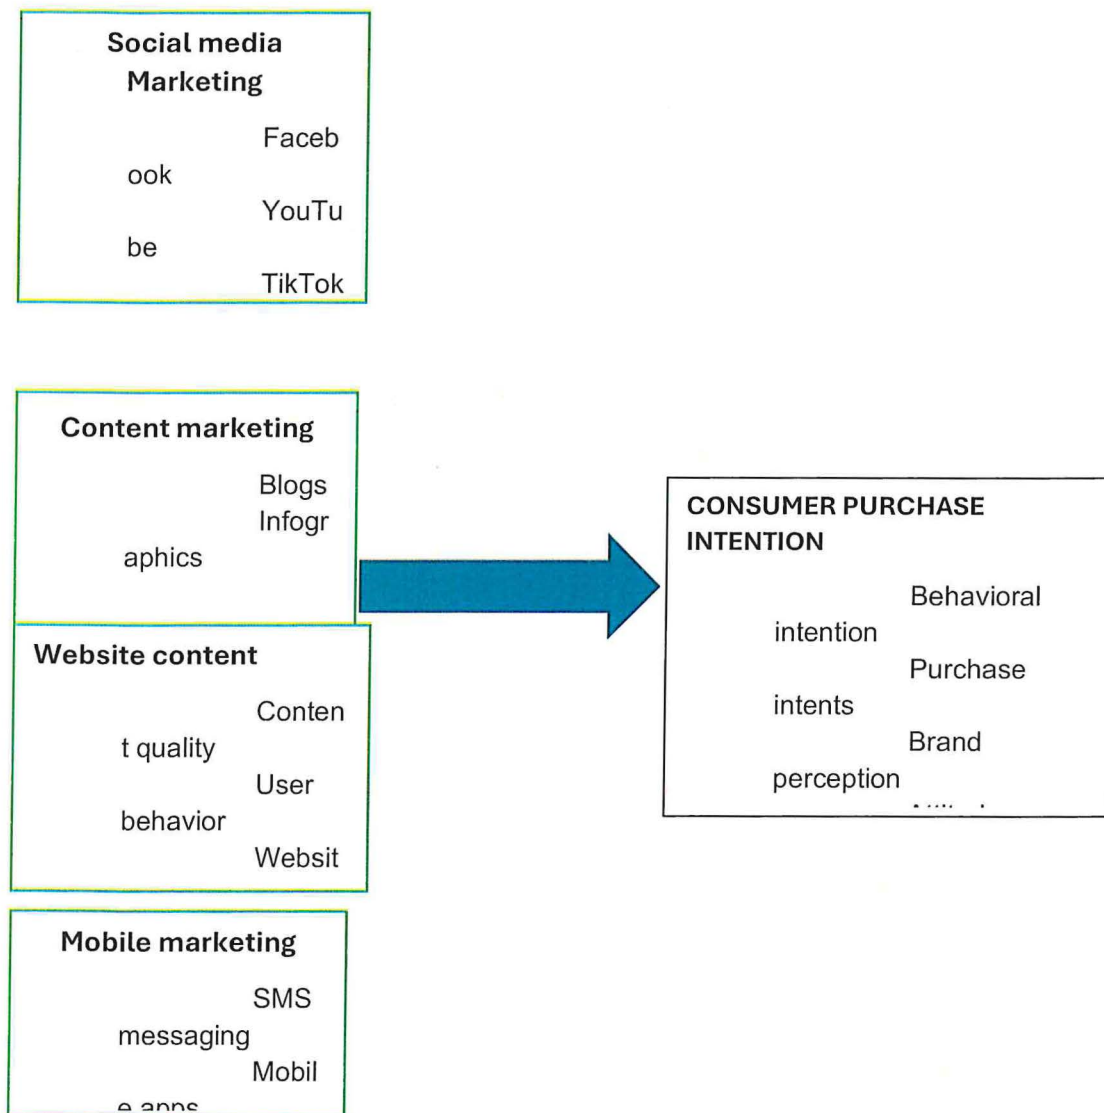 Social media
Marketing
Faceb
ook
YouTu
be
TikTok
Content marketing
Blogs
Infogr
aphics
Website content
Conten
t quality
User
behavior
Websit
Mobile marketing
SMS
messaging
Mobil
e apps
CONSUMER PURCHASE
INTENTION
Behavioral
intention
Purchase
intents
Brand
perception